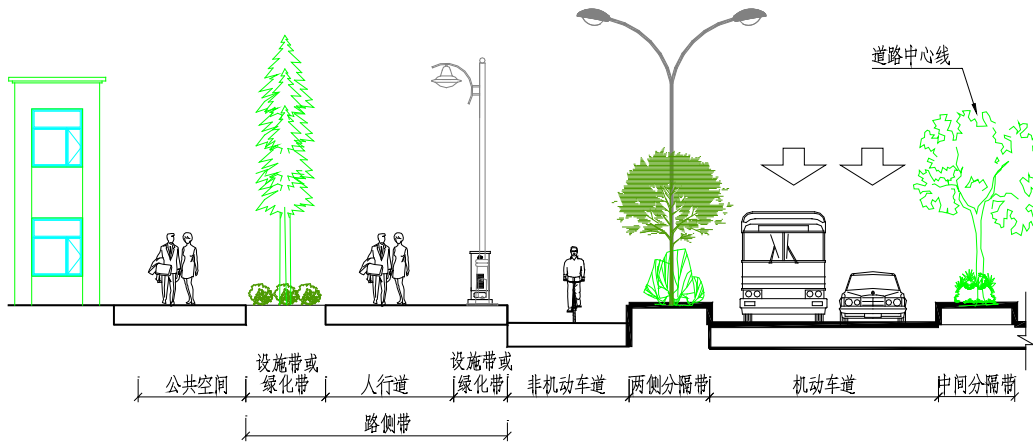 道路中心线
设施带或
绿化带
设施带或
绿化带
公共空间
人行道
非机动车道
两侧分隔带
机动车道
中间分隔带
路侧带